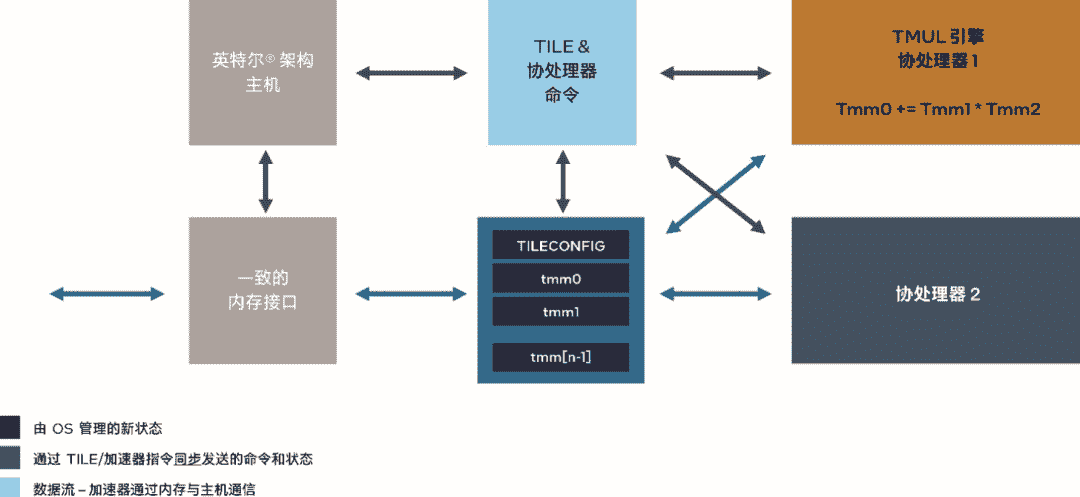 英特尔® 架构
主机
TILE &
协处理器
命令
TMUL 引擎
协处理器1
Tmm0 += Tmm1 * Tmm2
一致的
内存接口
TILECONFIG
tmm0
tmm1
tmm[n-1]
协处理器 2
由 OS 管理的新状态
通过 TILE/加速器指令同步发送的命令和状态
数据流 – 加速器通过内存与主机通信